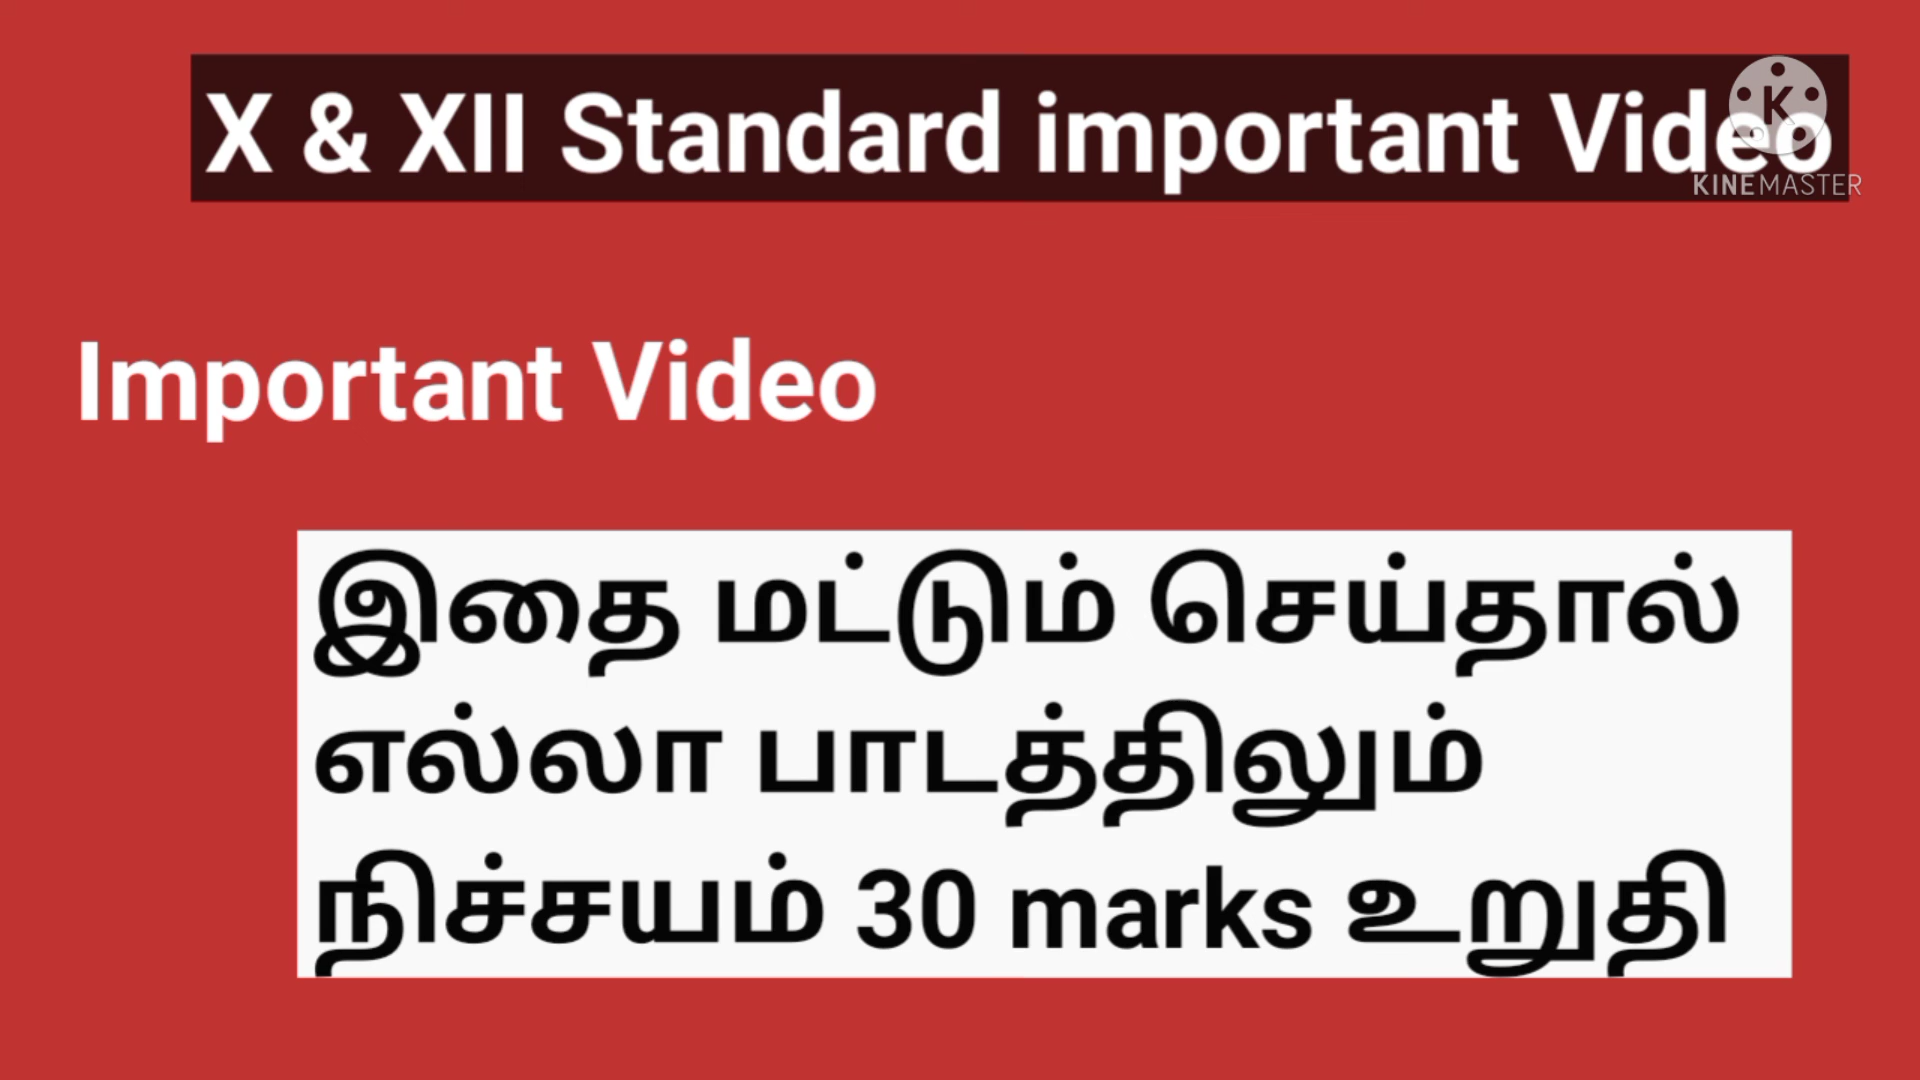 X & XII Standard important Video
KINEMASTER
Important Video
இதை மட்டும் செய்தால்
எல்லா பாடத்திலும்
நிச்சயம் 30 marks உறுதி